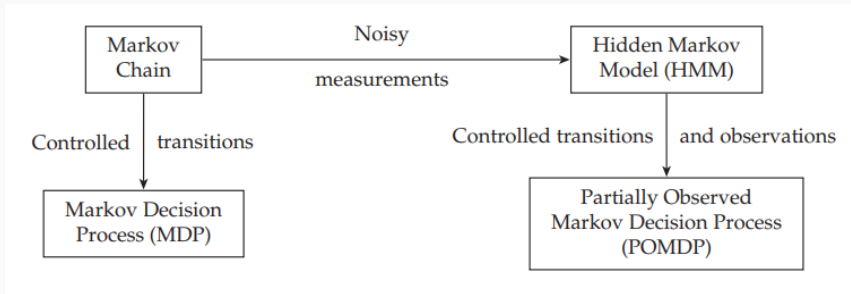 Markov
Chain
Noisy
measurements
Hidden Markov
Model (HMM)
Controlled transitions
Controlled transitions and observations
Markov Decision
Process (MDP)
Partially Observed
Markov Decision Process
(POMDP)